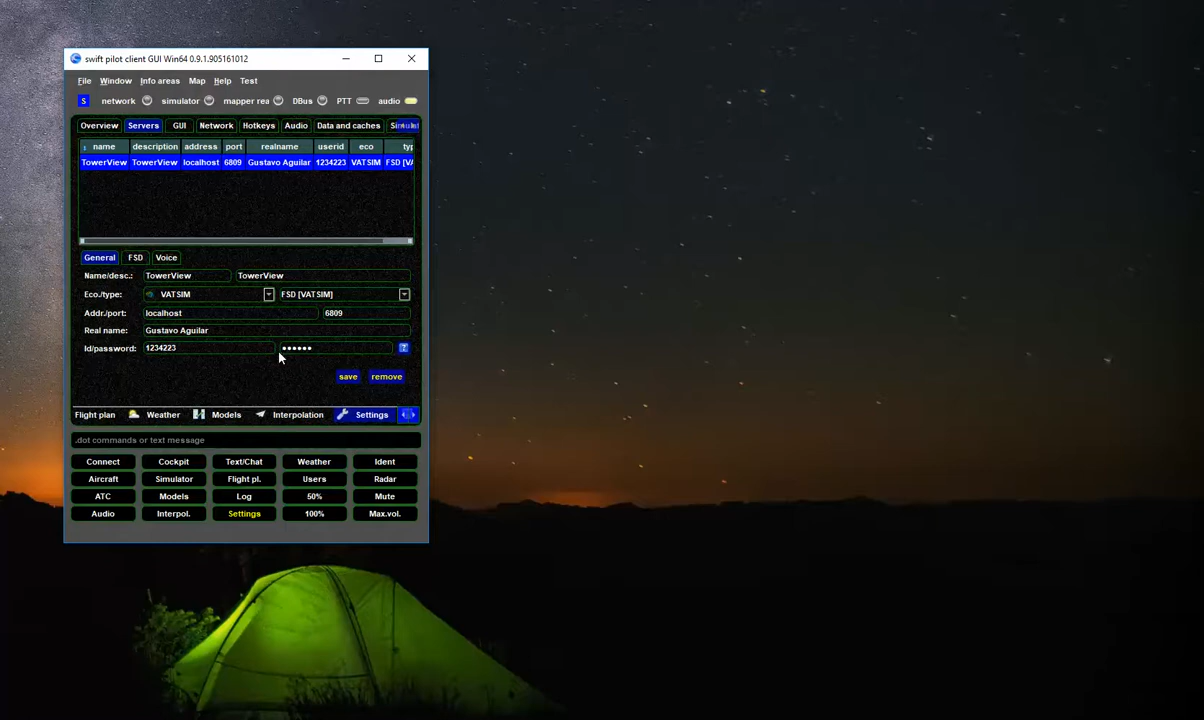 swift pilot client GUI Win64 0.9.1.905161012
File Window Info areas Map Help Test
S network simulator mapper rea DBus PTT audio
Overview Servers GUI Network Hotkeys Audio Data and caches
name description address port realname userid eco typ
TowerView TowerView localhost 6809 Gustavo Aguilar 1234223 VATSIM FSD [VA
General FSD Voice
Name/desc.: TowerView TowerView
Eco./type: VATSIM FSD [VATSIM]
Addr./port: localhost 6809
Real name: Gustavo Aguilar
Id/password: 1234223 ••••••
save remove
Flight plan Weather Models Interpolation Settings
.dot commands or text message
Connect Cockpit Text/Chat Weather Ident
Aircraft Simulator Flight pl. Users Radar
ATC Models Log 50% Mute
Audio Interpol. Settings 100% Max.vol.